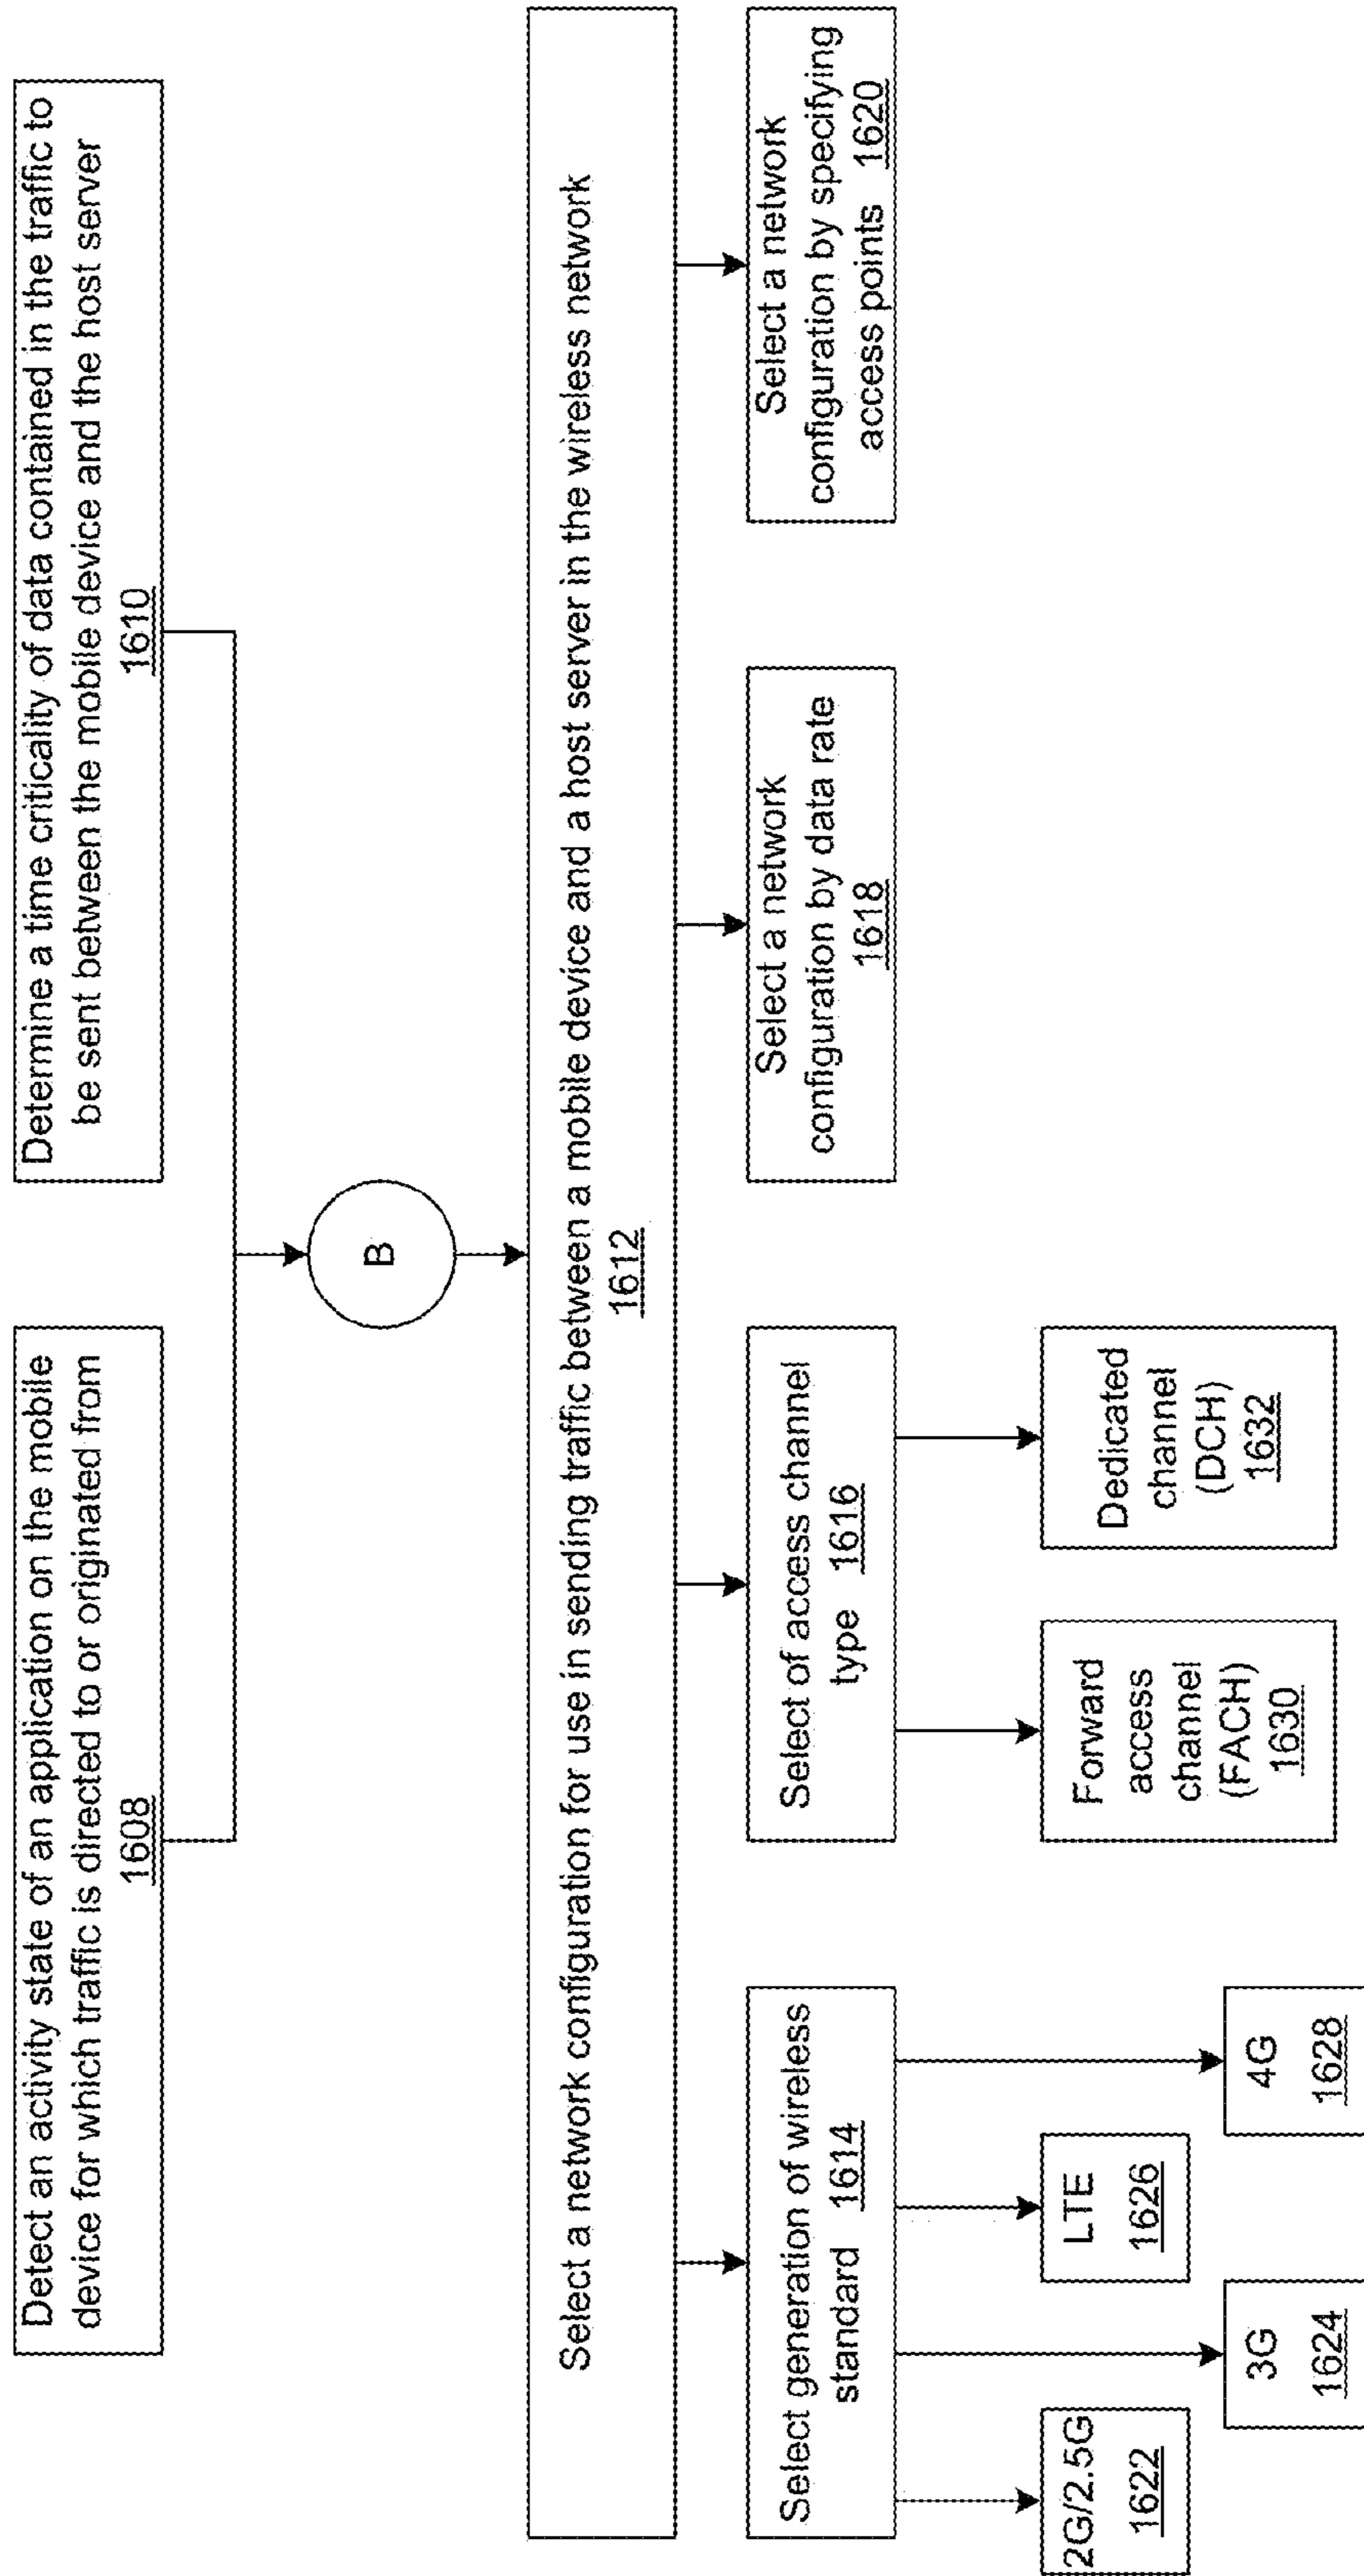 Detect an activity state of an application on the mobile
device for which traffic is directed to or originated from
1608
Determine a time criticality of data contained in the traffic to
be sent between the mobile device and the host server
1610
B
Select a network configuration for use in sending traffic between a mobile device and a host server in the wireless network
1612
Select generation of wireless
standard 1614
Select of access channel
type 1616
Select a network
configuration by data rate
1618
Select a network
configuration by specifying
access points 1620
2G/2.5G
1622
3G
1624
LTE
1626
4G
1628
Forward
access
channel
(FACH)
1630
Dedicated
channel
(DCH)
1632